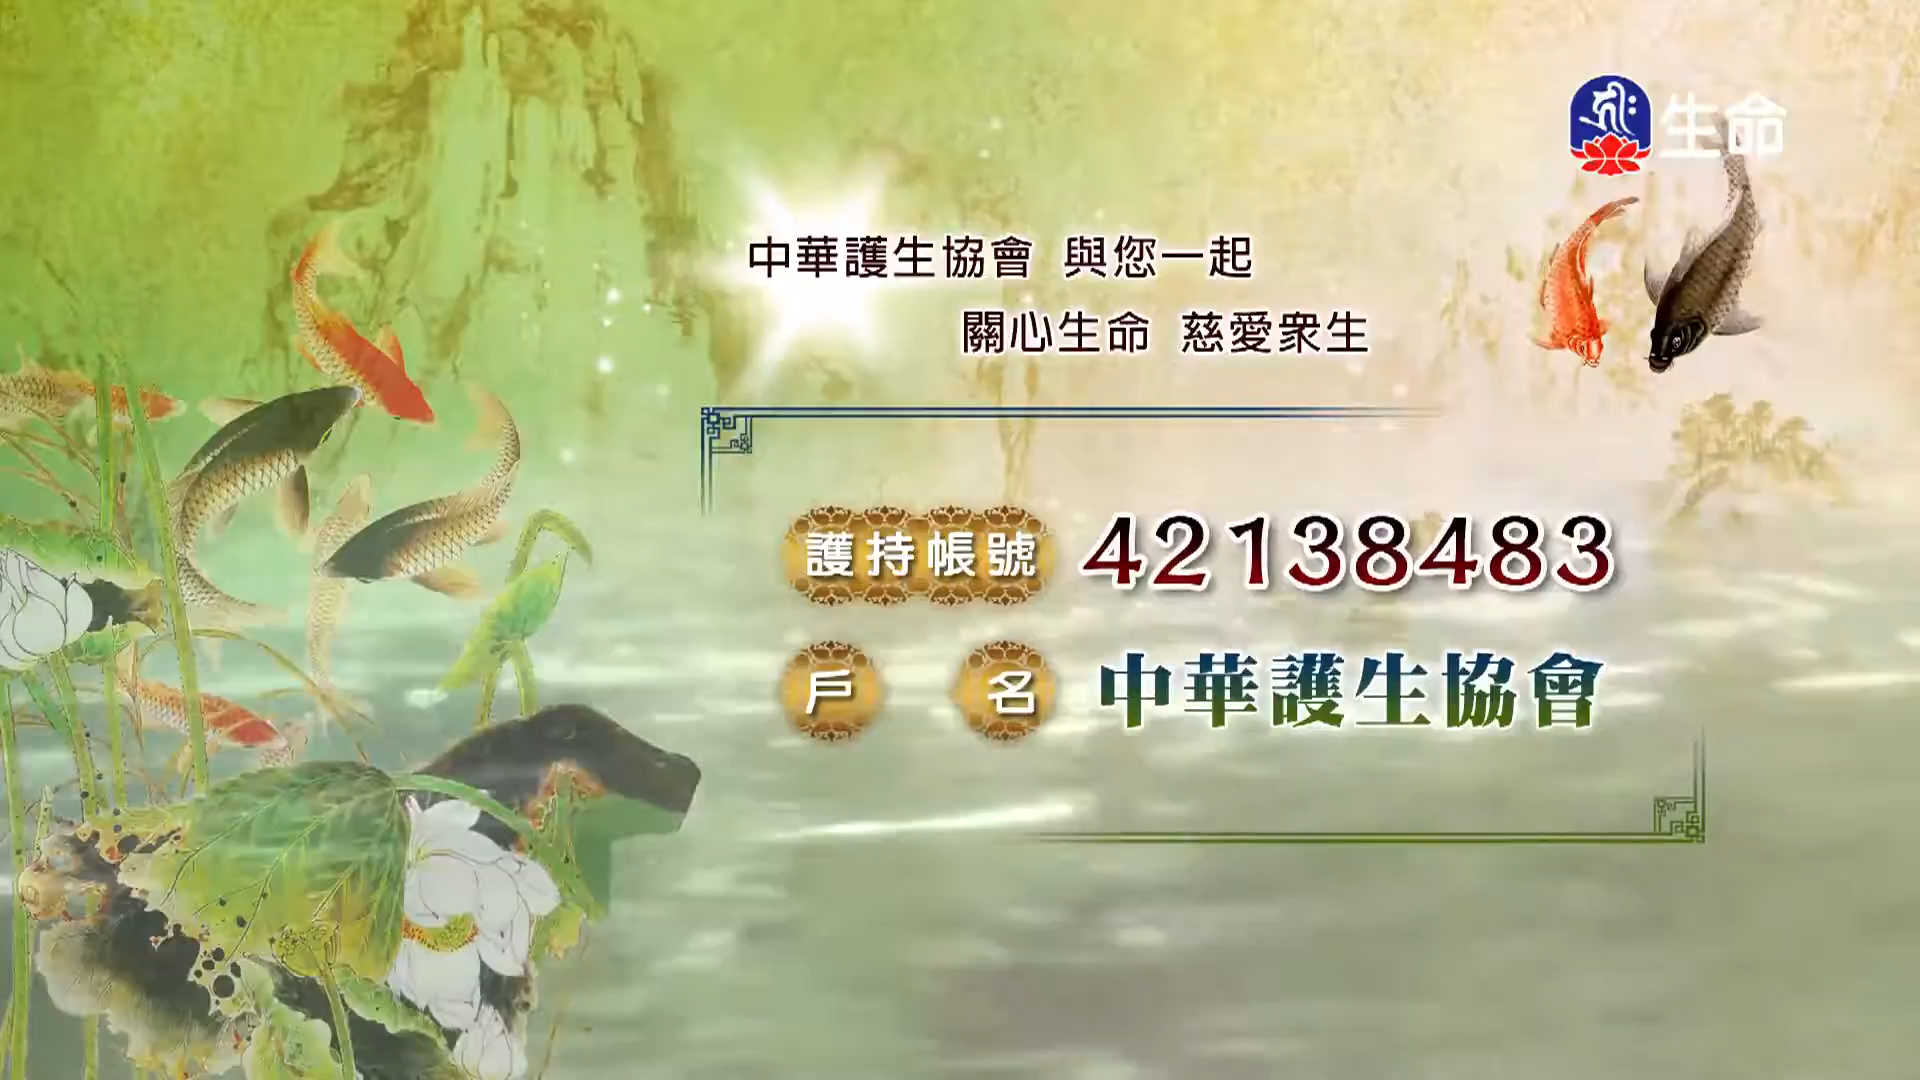 生命
中華護生協會 與您一起
關心生命 慈愛眾生
護持帳號 42138483
戶名 中華護生協會